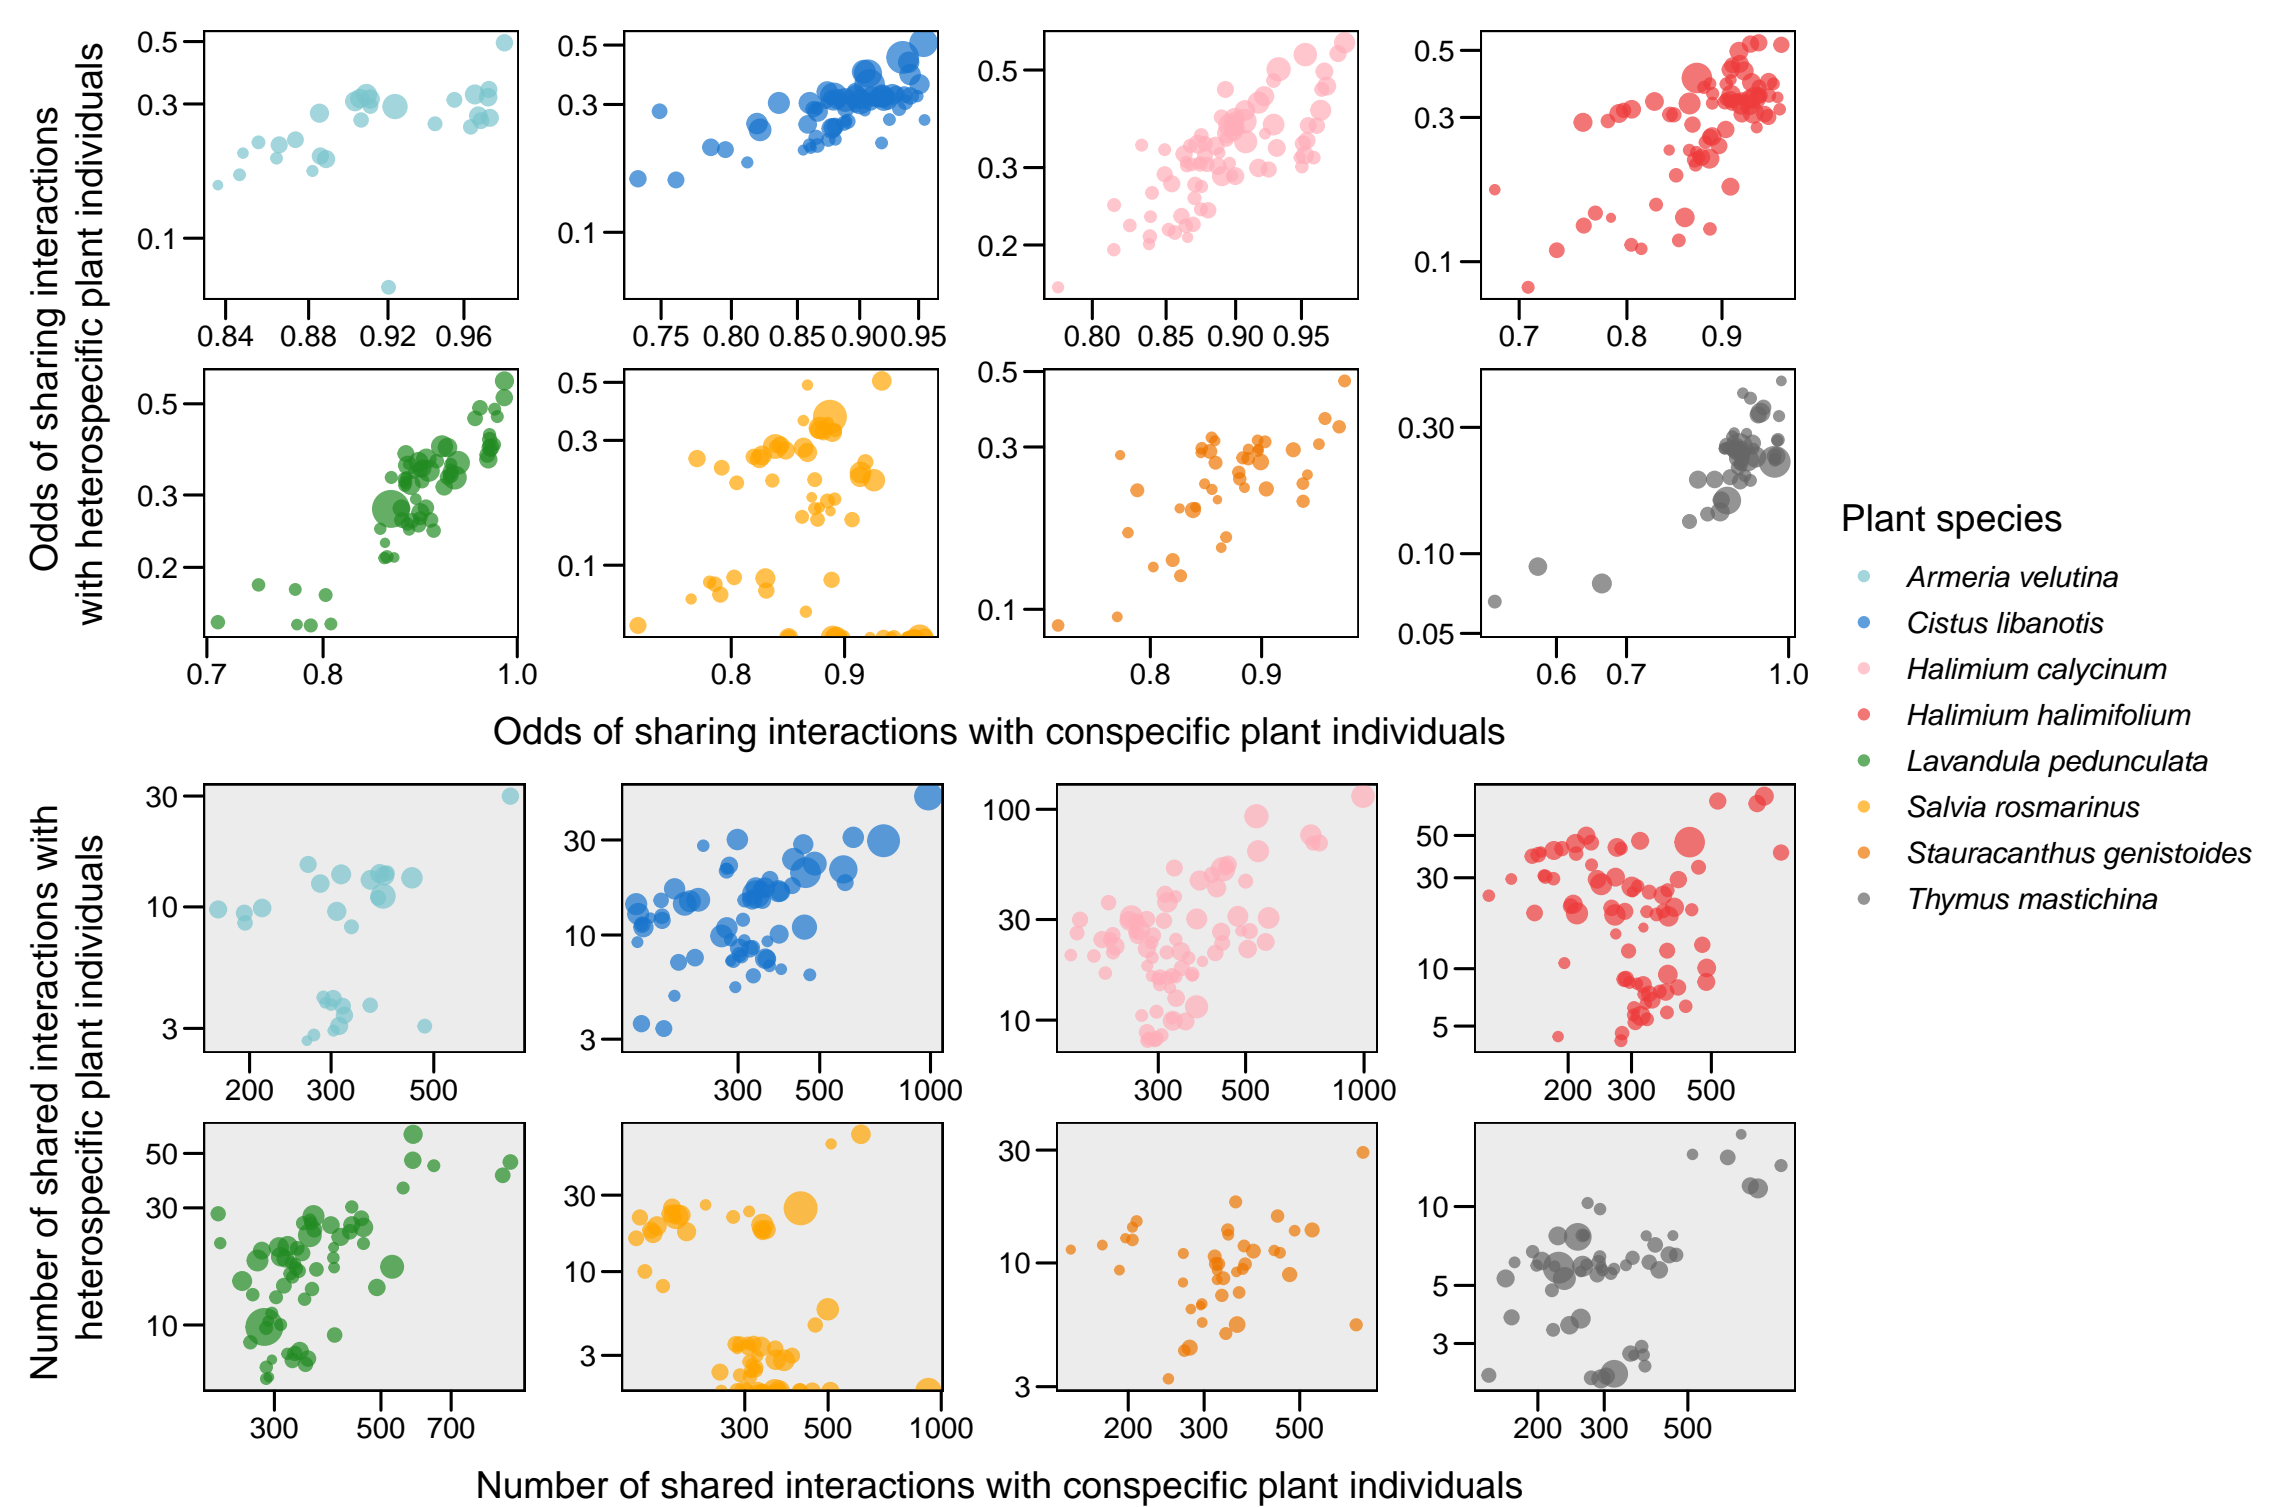 Odds of sharing interactions
with heterospecific plant individuals
0.5
0.3
0.1
0.84 0.88 0.92 0.96
0.5
0.3
0.1
0.75 0.80 0.85 0.90 0.95
0.5
0.3
0.2
0.80 0.85 0.90 0.95
0.5
0.3
0.1
0.7 0.8 0.9
0.5
0.3
0.2
0.7 0.8 1.0
0.5
0.3
0.1
0.8 0.9
0.5
0.3
0.1
0.8 0.9
0.30
0.10
0.05
0.6 0.7 1.0
Odds of sharing interactions with conspecific plant individuals
Number of shared interactions with
heterospecific plant individuals
30
10
3
200 300 500
30
10
3
300 500 1000
100
30
10
300 500 1000
50
30
10
5
200 300 500
50
30
10
300 500 700
30
10
3
300 500 1000
30
10
3
200 300 500
10
5
3
200 300 500
Number of shared interactions with conspecific plant individuals
Plant species
Armeria velutina
Cistus libanotis
Halimium calycinum
Halimium halimifolium
Lavandula pedunculata
Salvia rosmarinus
Stauracanthus genistoides
Thymus mastichina